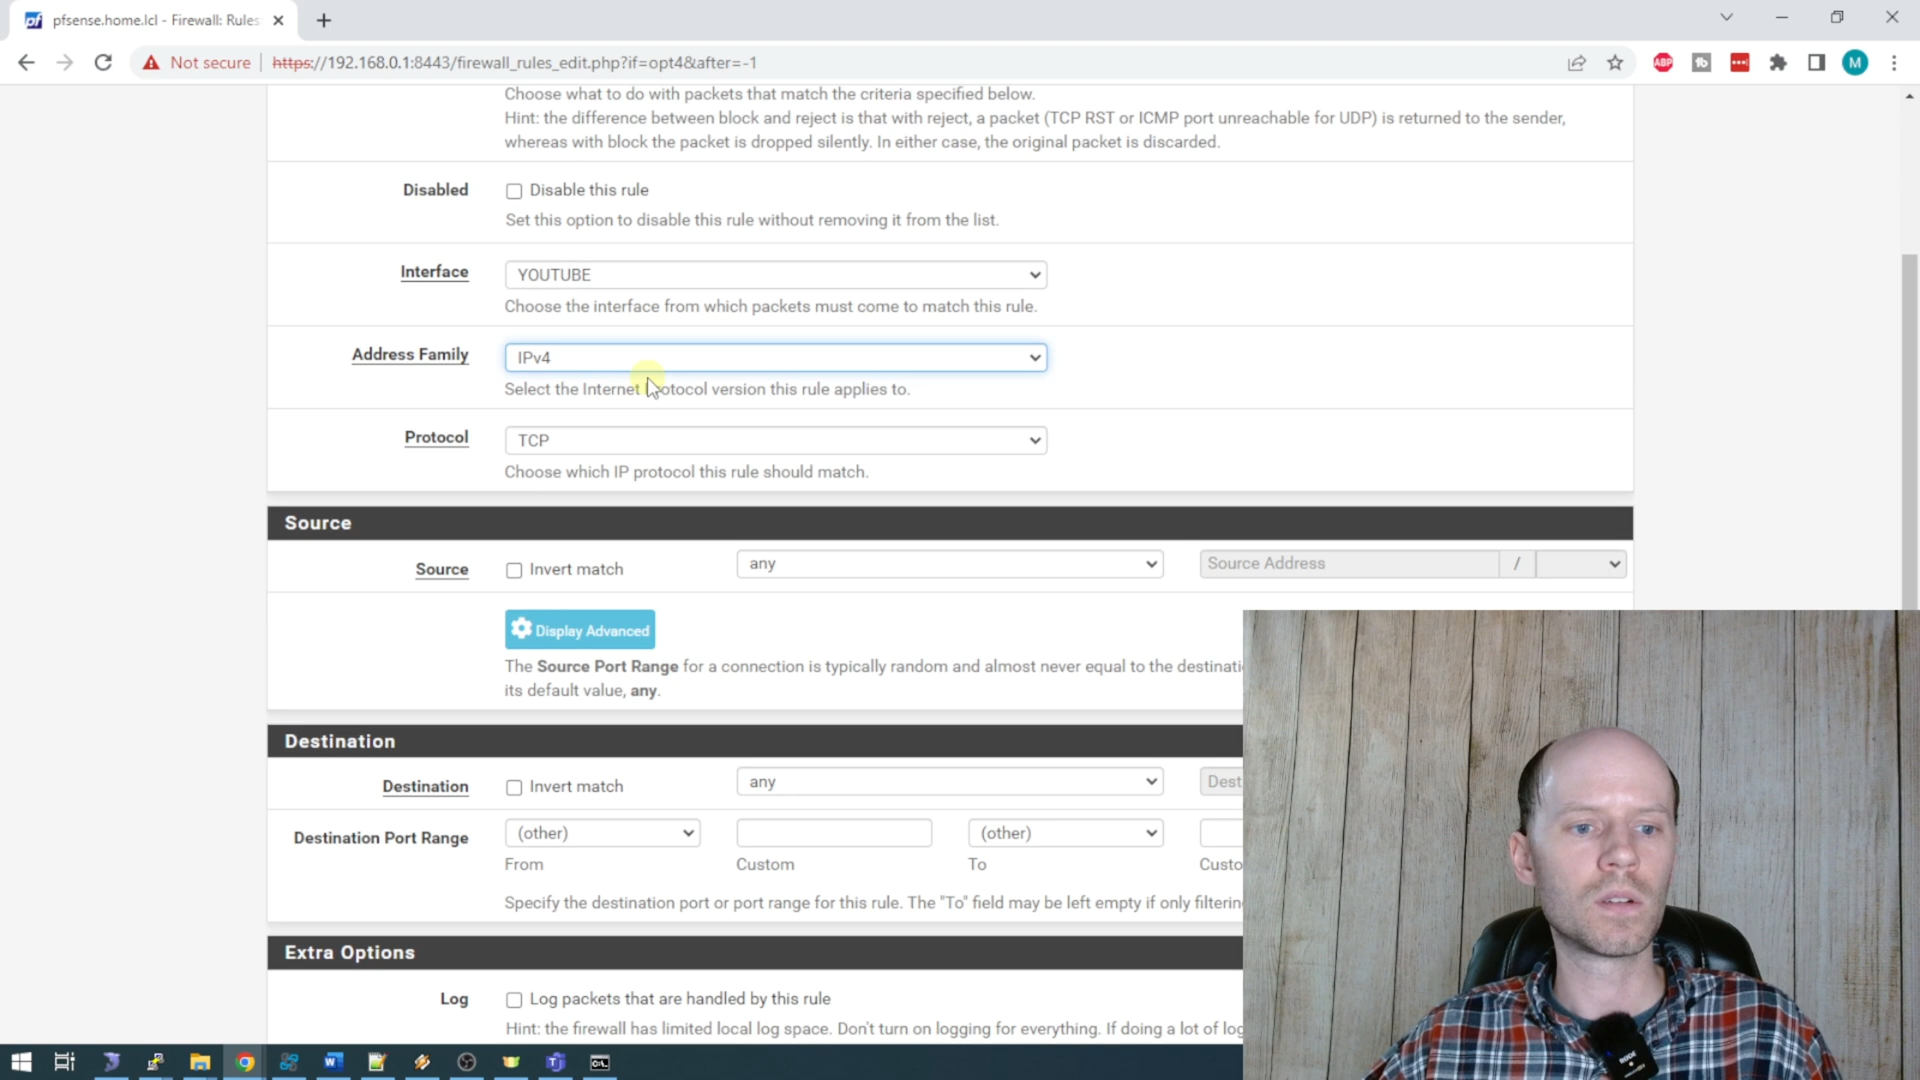 pfsense.home.lcl - Firewall: Rules
Not secure
https://192.168.0.1:8443/firewall_rules_edit.php?if=opt4&after=-1
ABP
M
Choose what to do with packets that match the criteria specified below.
Hint: the difference between block and reject is that with reject, a packet (TCP RST or ICMP port unreachable for UDP) is returned to the sender,
whereas with block the packet is dropped silently. In either case, the original packet is discarded.
Disabled
Disable this rule
Set this option to disable this rule without removing it from the list.
Interface
YOUTUBE
Choose the interface from which packets must come to match this rule.
Address Family
IPv4
Select the Internet Protocol version this rule applies to.
Protocol
TCP
Choose which IP protocol this rule should match.
Source
Source
Invert match
any
Source Address
/
Display Advanced
The Source Port Range for a connection is typically random and almost never equal to the destinati
its default value, any.
Destination
Destination
Invert match
any
Dest
Destination Port Range
(other)
(other)
From
Custom
To
Custo
Specify the destination port or port range for this rule. The "To" field may be left empty if only filterin
Extra Options
Log
Log packets that are handled by this rule
Hint: the firewall has limited local log space. Don't turn on logging for everything. If doing a lot of log
RODE